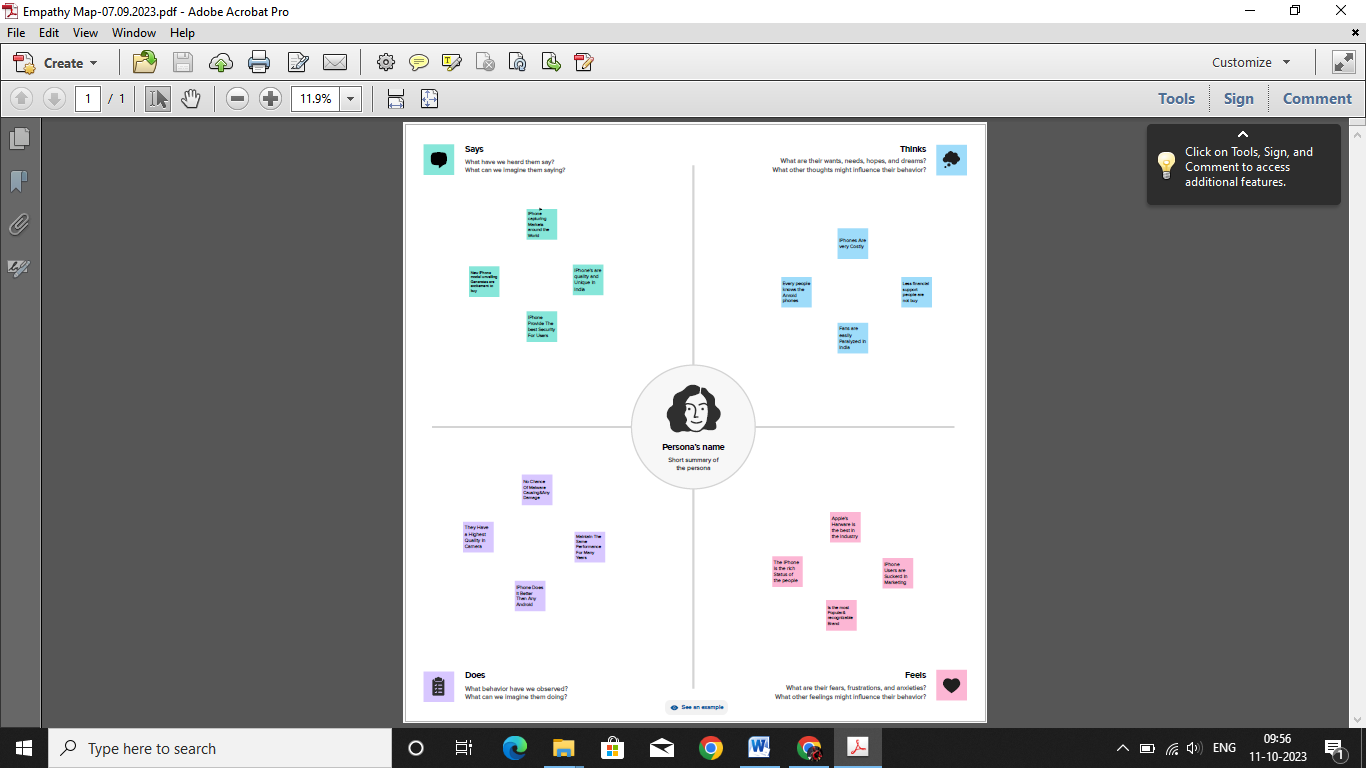 Empathy Map-07.09.2023.pdf - Adobe Acrobat Pro
File Edit View Window Help
Create
Customize
1 / 1
11.9%
Tools Sign Comment
Click on Tools, Sign, and
Comment to access
additional features.
Says
What have we heard them say?
What can we imagine them saying?
Thinks
What are their wants, needs, hopes, and dreams?
What other thoughts might influence their behavior?
iPhone
capturing
Markets
around the
World
New iPhone
model unveiling
Generates are
excitement to
buy
IPhone's are
quality and
Unique in
India
IPhone
Provide The
best Security
For Users
IPhones Are
very Costly
Every people
knows the
phones
Less financial
support
people are
not buy
Fans are
easily
Paralyzed in
India
Persona's name
Short summary of
the persona
No Chance
Of Malware
Causing&Any
Damage
They Have
a Highest
Quality in
Camera
Maintain The
Same
Performance
For Many
Years
IPhone Does
it Better
Then Any
Android
Apple's
Harware is
the best in
the Industry
The IPhone
is the rich
Status of
the people
IPhone
Users are
Suckerd in
Marketing
Is the most
recognizable
Brand
Does
What behavior have we observed?
What can we imagine them doing?
Feels
What are their fears, frustrations, and anxieties?
What other feelings might influence their behavior?
See an example
Type here to search
ENG
09:56
11-10-2023
1